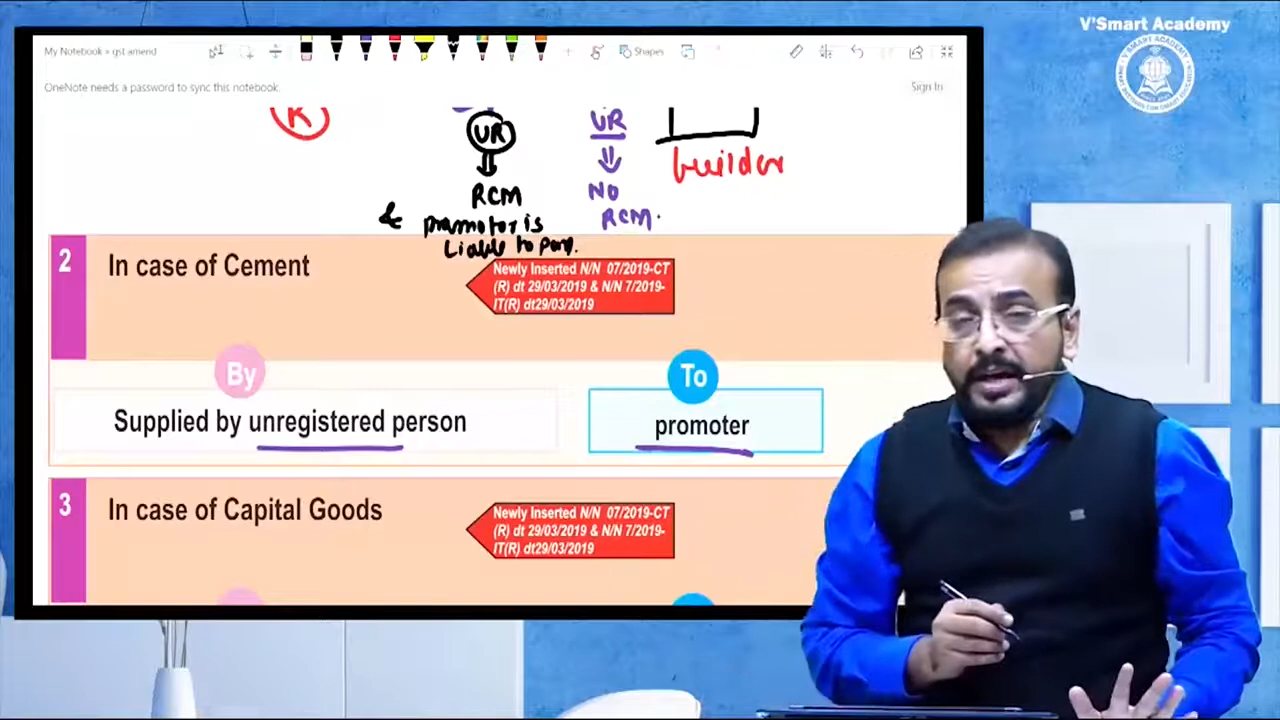 V'Smart Academy
My Notebook » gst amend
Shapes
OneNote needs a password to sync this notebook.
Sign In
R
UR
UR
builder
RCM
NO
RCM.
& promotor is
Liable to pay.
2
In case of Cement
Newly Inserted N/N 07/2019-CT
(R) dt 29/03/2019 & N/N 7/2019-
IT(R) dt29/03/2019
By
To
Supplied by unregistered person
promoter
3
In case of Capital Goods
Newly Inserted N/N 07/2019-CT
(R) dt 29/03/2019 & N/N 7/2019-
IT(R) dt29/03/2019